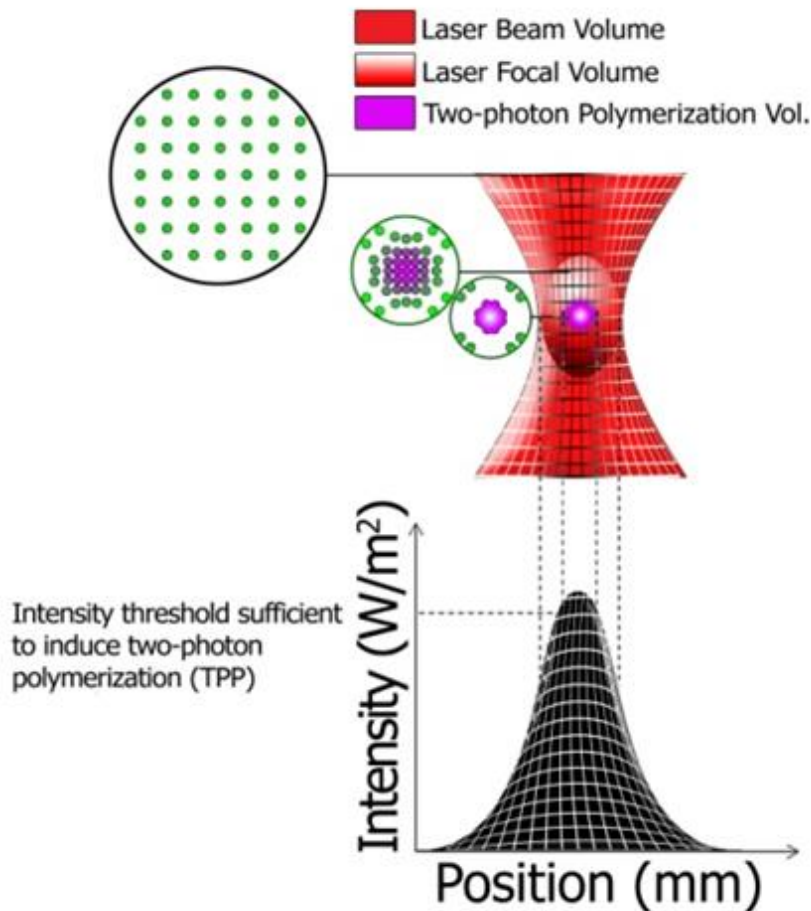 Laser Beam Volume
Laser Focal Volume
Two-photon Polymerization Vol.
Intensity threshold sufficient
to induce two-photon
polymerization (TPP)
Intensity (W/m²)
Position (mm)